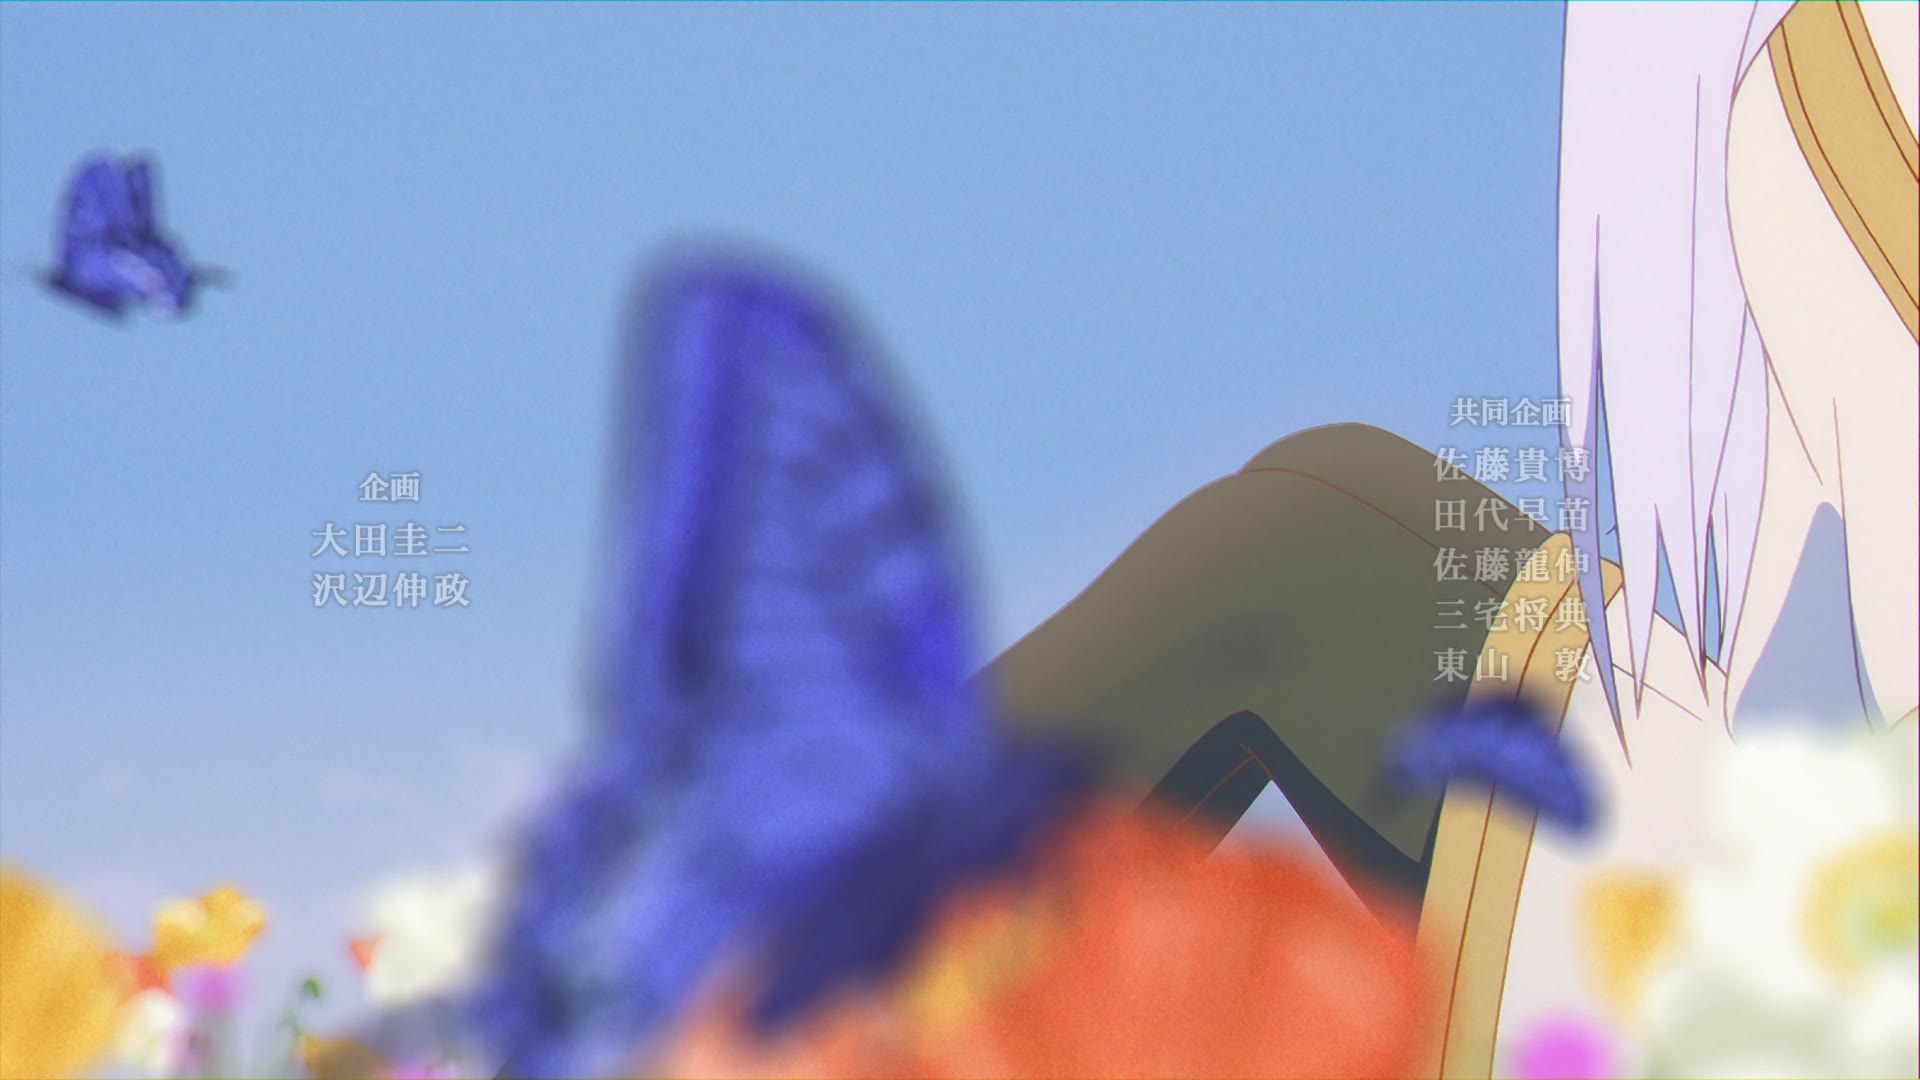 企画
大田圭二
沢辺伸政
共同企画
佐藤貴博
田代早苗
佐藤龍伸
三宅将典
東山　敦